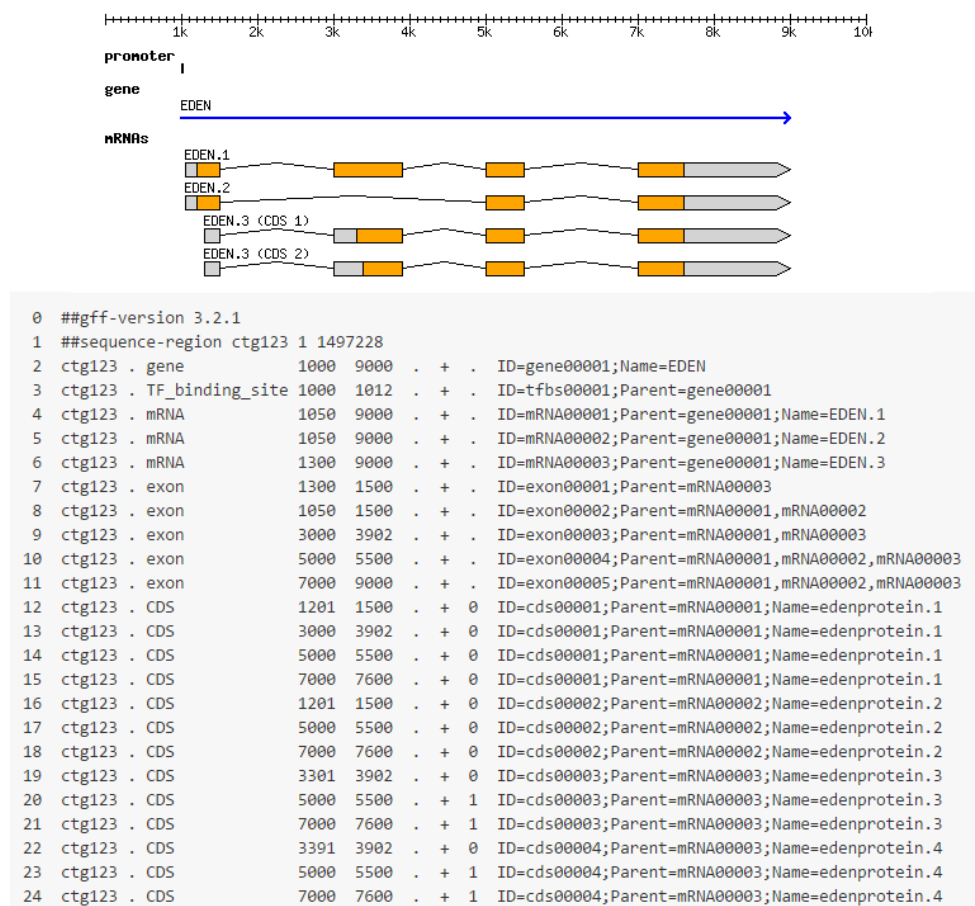 1k 2k 3k 4k 5k 6k 7k 8k 9k 10k
promoter
gene
EDEN
mRNAs
EDEN.1
EDEN.2
EDEN.3 (CDS 1)
EDEN.3 (CDS 2)
0 ##gff-version 3.2.1
1 ##sequence-region ctg123 1 1497228
2 ctg123 . gene 1000 9000 . + . ID=gene00001;Name=EDEN
3 ctg123 . TF_binding_site 1000 1012 . + . ID=tfbs00001;Parent=gene00001
4 ctg123 . mRNA 1050 9000 . + . ID=mRNA00001;Parent=gene00001;Name=EDEN.1
5 ctg123 . mRNA 1050 9000 . + . ID=mRNA00002;Parent=gene00001;Name=EDEN.2
6 ctg123 . mRNA 1300 9000 . + . ID=mRNA00003;Parent=gene00001;Name=EDEN.3
7 ctg123 . exon 1300 1500 . + . ID=exon00001;Parent=mRNA00003
8 ctg123 . exon 1050 1500 . + . ID=exon00002;Parent=mRNA00001,mRNA00002
9 ctg123 . exon 3000 3902 . + . ID=exon00003;Parent=mRNA00001,mRNA00003
10 ctg123 . exon 5000 5500 . + . ID=exon00004;Parent=mRNA00001,mRNA00002,mRNA00003
11 ctg123 . exon 7000 9000 . + . ID=exon00005;Parent=mRNA00001,mRNA00002,mRNA00003
12 ctg123 . CDS 1201 1500 . + 0 ID=cds00001;Parent=mRNA00001;Name=edenprotein.1
13 ctg123 . CDS 3000 3902 . + 0 ID=cds00001;Parent=mRNA00001;Name=edenprotein.1
14 ctg123 . CDS 5000 5500 . + 0 ID=cds00001;Parent=mRNA00001;Name=edenprotein.1
15 ctg123 . CDS 7000 7600 . + 0 ID=cds00001;Parent=mRNA00001;Name=edenprotein.1
16 ctg123 . CDS 1201 1500 . + 0 ID=cds00002;Parent=mRNA00002;Name=edenprotein.2
17 ctg123 . CDS 5000 5500 . + 0 ID=cds00002;Parent=mRNA00002;Name=edenprotein.2
18 ctg123 . CDS 7000 7600 . + 0 ID=cds00002;Parent=mRNA00002;Name=edenprotein.2
19 ctg123 . CDS 3301 3902 . + 0 ID=cds00003;Parent=mRNA00003;Name=edenprotein.3
20 ctg123 . CDS 5000 5500 . + 1 ID=cds00003;Parent=mRNA00003;Name=edenprotein.3
21 ctg123 . CDS 7000 7600 . + 1 ID=cds00003;Parent=mRNA00003;Name=edenprotein.3
22 ctg123 . CDS 3391 3902 . + 0 ID=cds00004;Parent=mRNA00003;Name=edenprotein.4
23 ctg123 . CDS 5000 5500 . + 1 ID=cds00004;Parent=mRNA00003;Name=edenprotein.4
24 ctg123 . CDS 7000 7600 . + 1 ID=cds00004;Parent=mRNA00003;Name=edenprotein.4